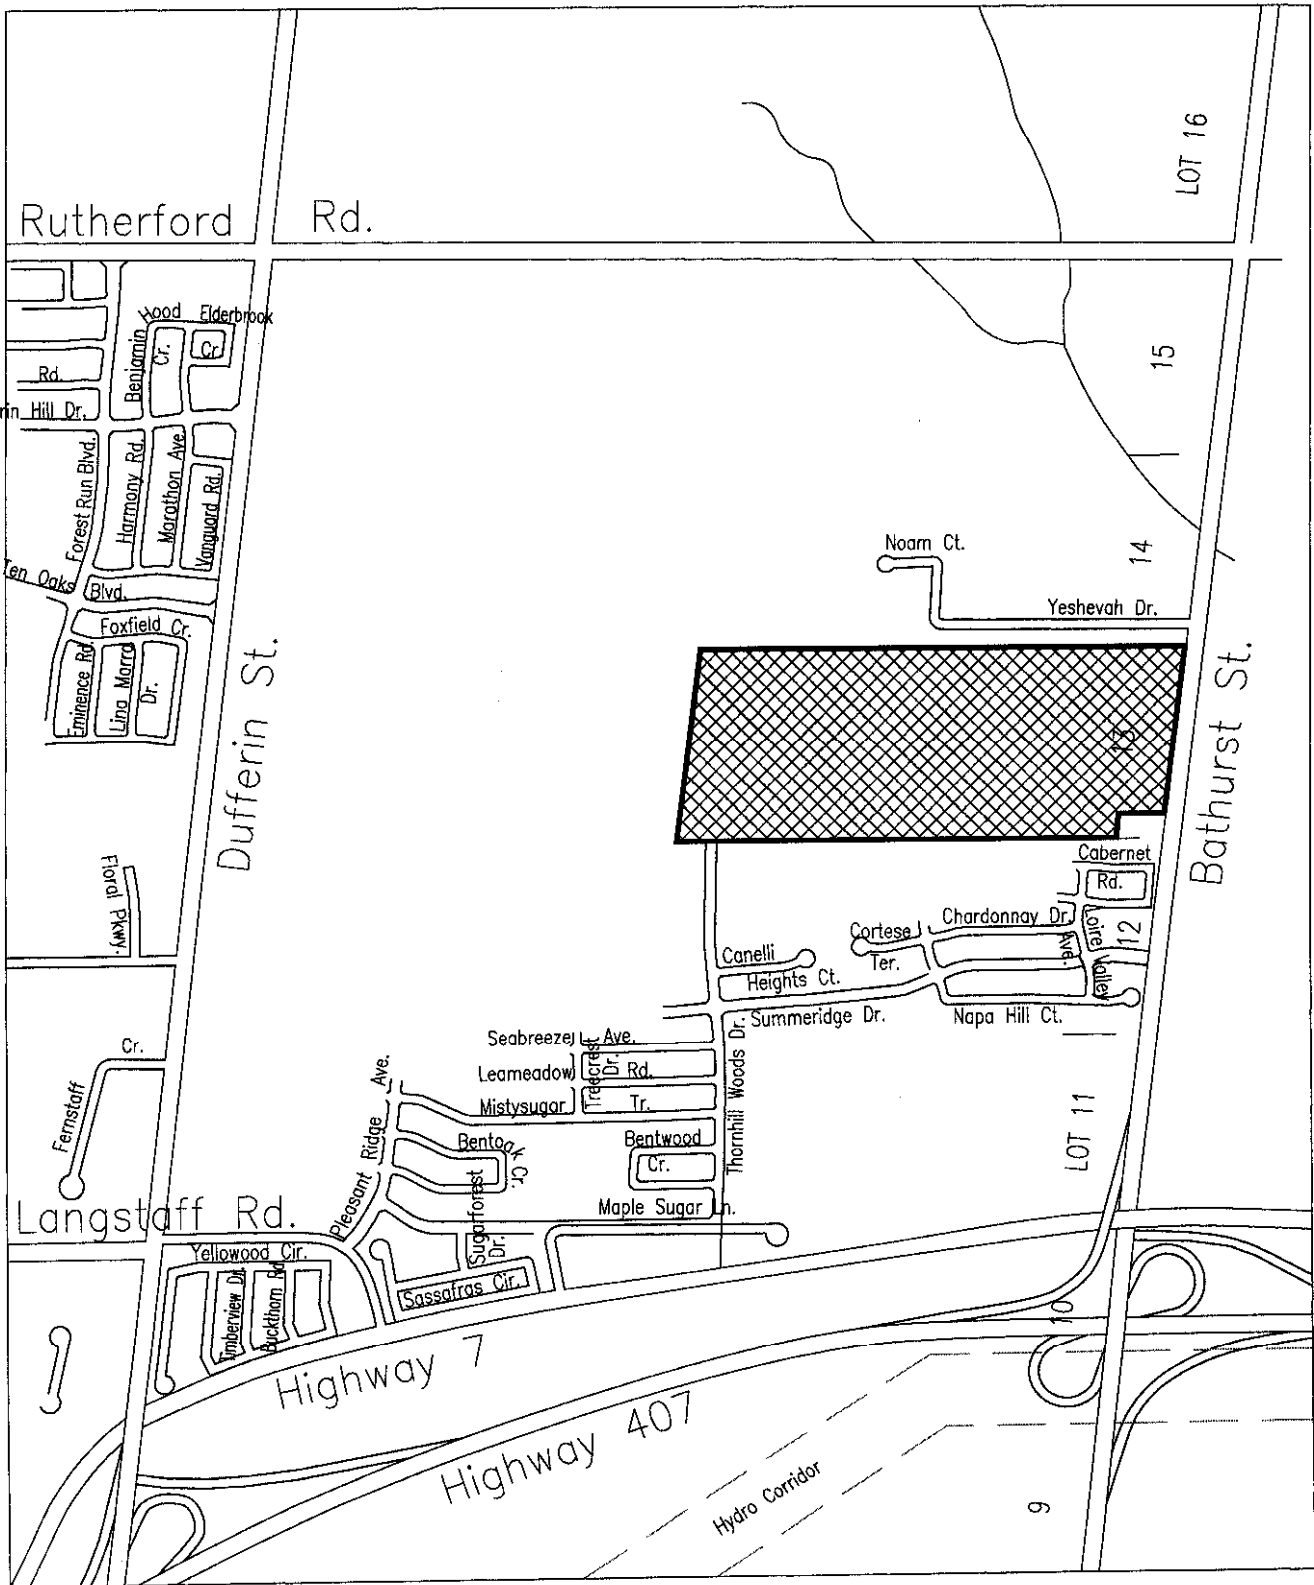 LOT 16
Rutherford Rd.
Hood Elderbrook
Benjamin
Cr.
Cr.
15
Rd.
rin Hill Dr.
Forest Run Blvd.
Harmony Rd.
Marathon Ave.
Vanguard Rd.
14
Noam Ct.
Ten Oaks
Blvd.
Yeshevah Dr.
Foxfield Cr.
Eminence Rd.
Lina Marra
Dr.
Dufferin St.
13
Bathurst St.
Cabernet
Rd.
Floral Pkwy.
Chardonnay Dr.
Loire Valley
Ave.
12
Cortese
Ter.
Canelli
Heights Ct.
Summeridge Dr.
Napa Hill Ct.
Seabreeze Ave.
Treecrest
Dr.
Thornhill Woods Dr.
Cr.
Leameadow Rd.
Mistysugar Tr.
Fernstaff
Pleasant Ridge Ave.
LOT 11
Bentoak Cr.
Bentwood
Cr.
Sugarforest
Dr.
Maple Sugar Ln.
Langstaff Rd.
Yellowood Cir.
Timberview Dr.
Buckthorn Rd.
Sassafras Cir.
10
Highway 7
Highway 407
Hydro Corridor
9